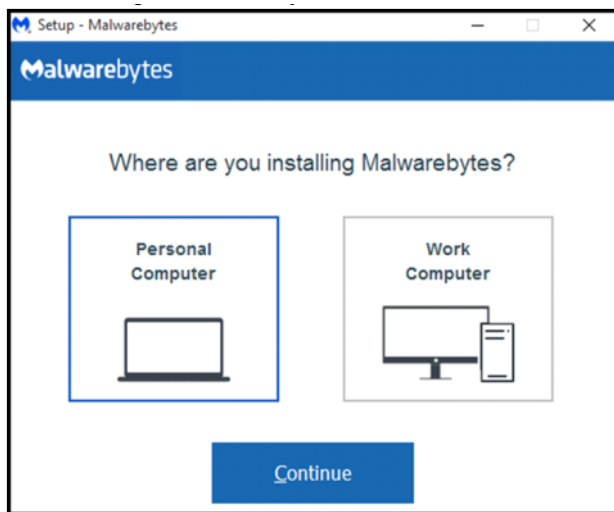 Setup - Malwarebytes
Malwarebytes
Where are you installing Malwarebytes?
Personal
Computer
Work
Computer
Continue